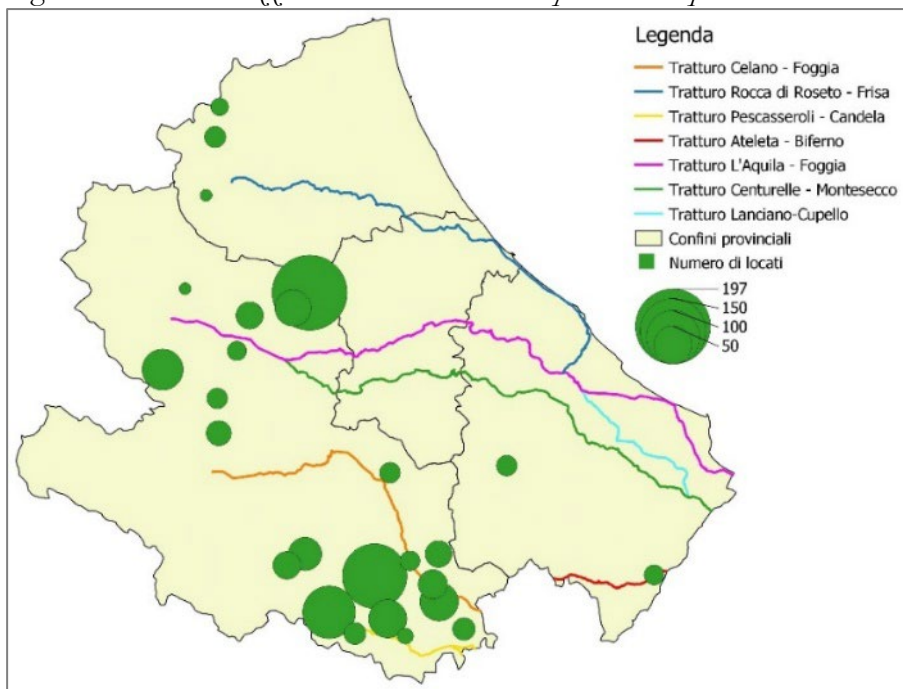 Legenda
Tratturo Celano - Foggia
Tratturo Rocca di Roseto - Frisa
Tratturo Pescasseroli - Candela
Tratturo Ateleta - Biferno
Tratturo L'Aquila - Foggia
Tratturo Centurelle - Montesecco
Tratturo Lanciano-Cupello
Confini provinciali
Numero di locati
197
150
100
50